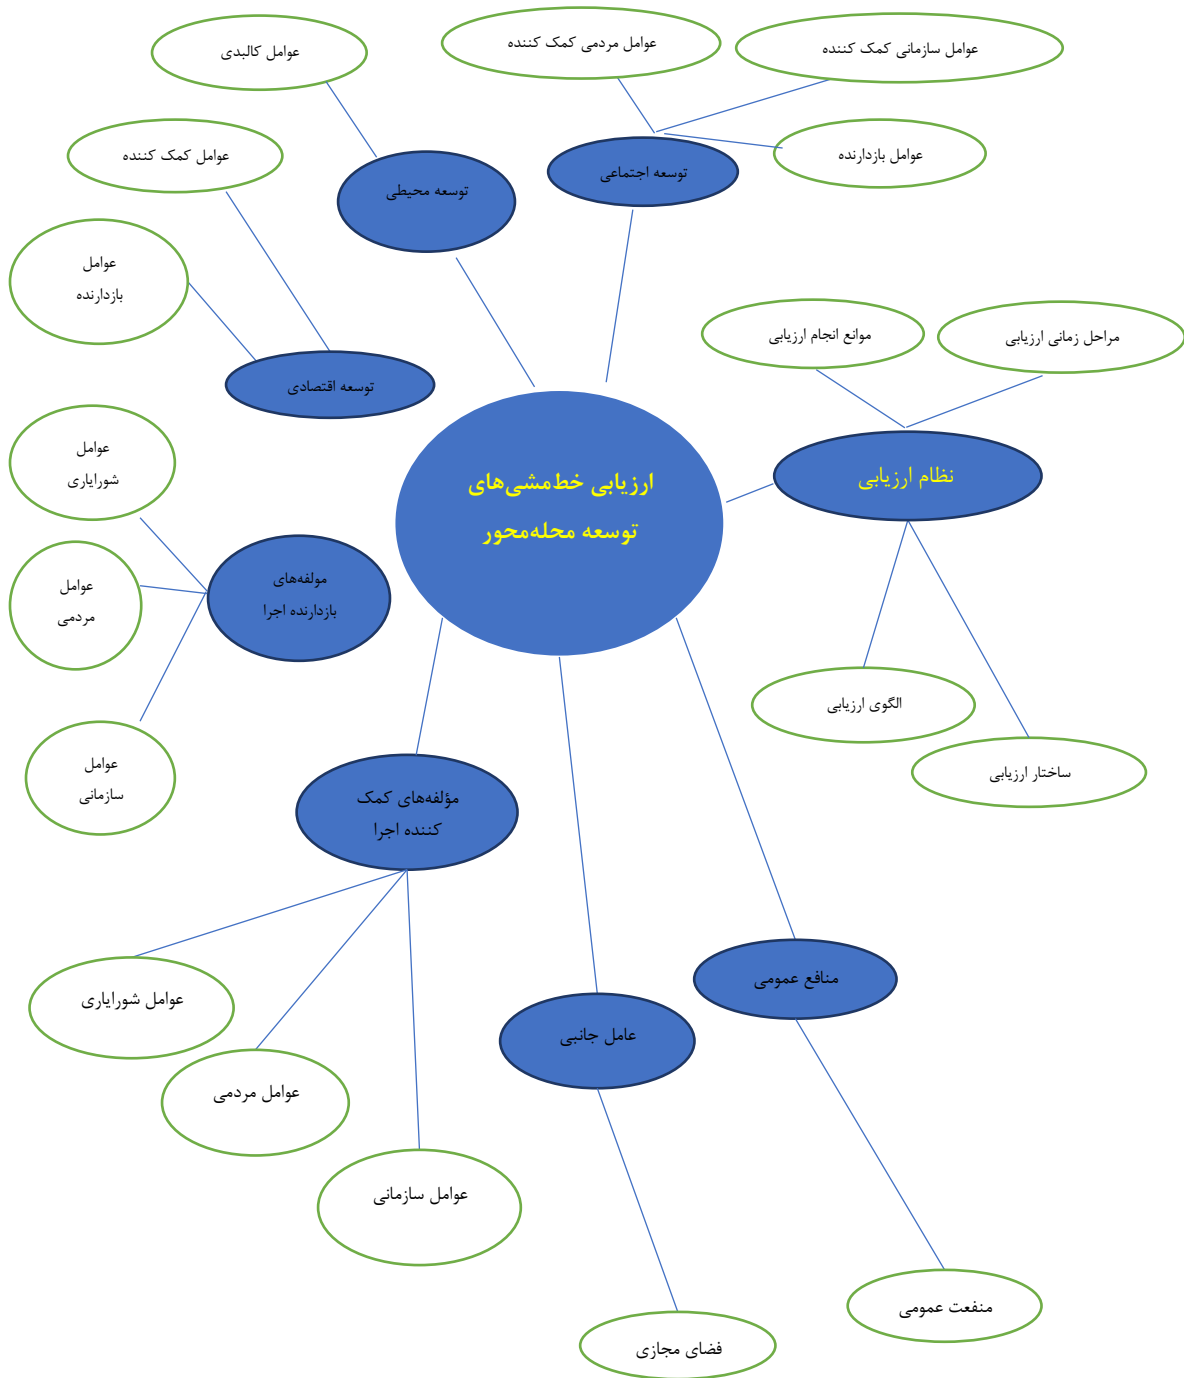 عوامل سازمانی کمک کننده
عوامل مردمی کمک کننده
عوامل کالبدی
عوامل بازدارنده
عوامل کمک کننده
توسعه اجتماعی
توسعه محیطی
عوامل
بازدارنده
مراحل زمانی ارزیابی
موانع انجام ارزیابی
توسعه اقتصادی
عوامل
شورایاری
نظام ارزیابی
ارزیابی خط‌مشی‌های
توسعه محله‌محور
مولفه‌های
بازدارنده اجرا
عوامل
مردمی
الگوی ارزیابی
ساختار ارزیابی
عوامل
سازمانی
مؤلفه‌های کمک
کننده اجرا
منافع عمومی
عوامل شورایاری
عامل جانبی
عوامل مردمی
عوامل سازمانی
منفعت عمومی
فضای مجازی